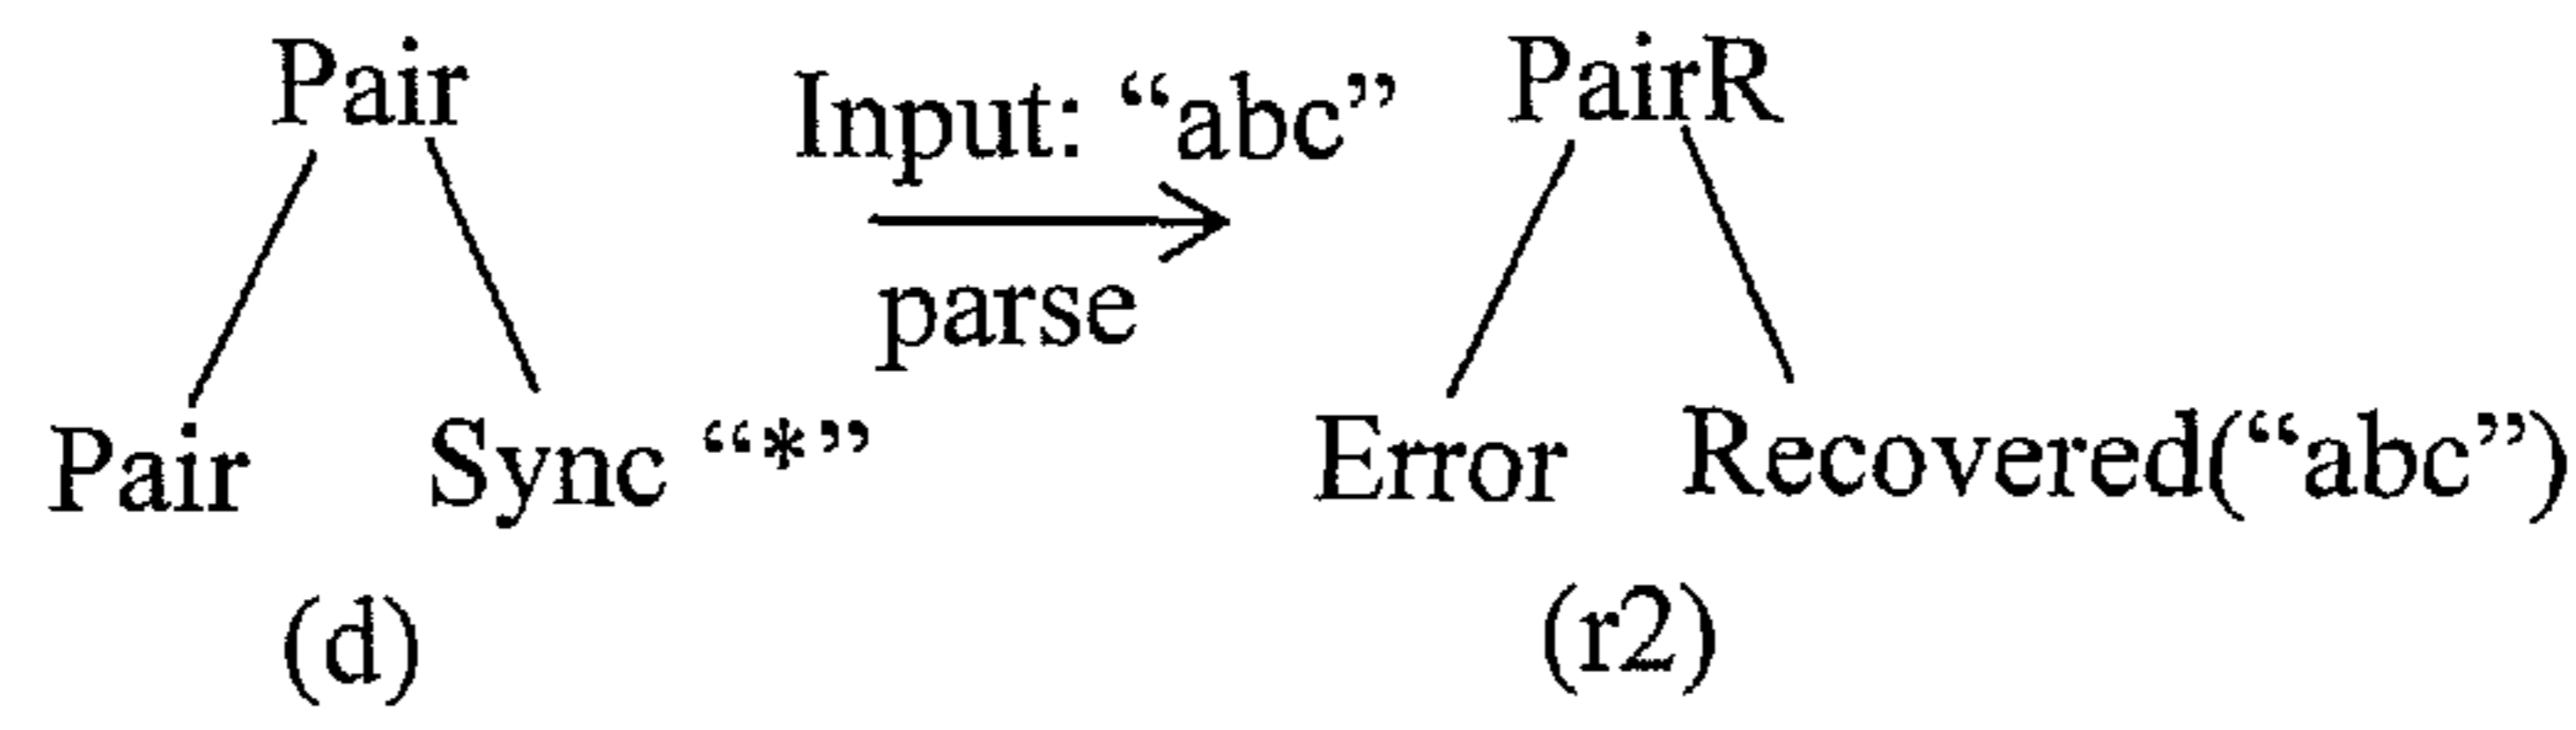 Pair
Input: “abc”
PairR
parse
Pair
Sync “*”
Error
Recovered(“abc”)
(d)
(r2)